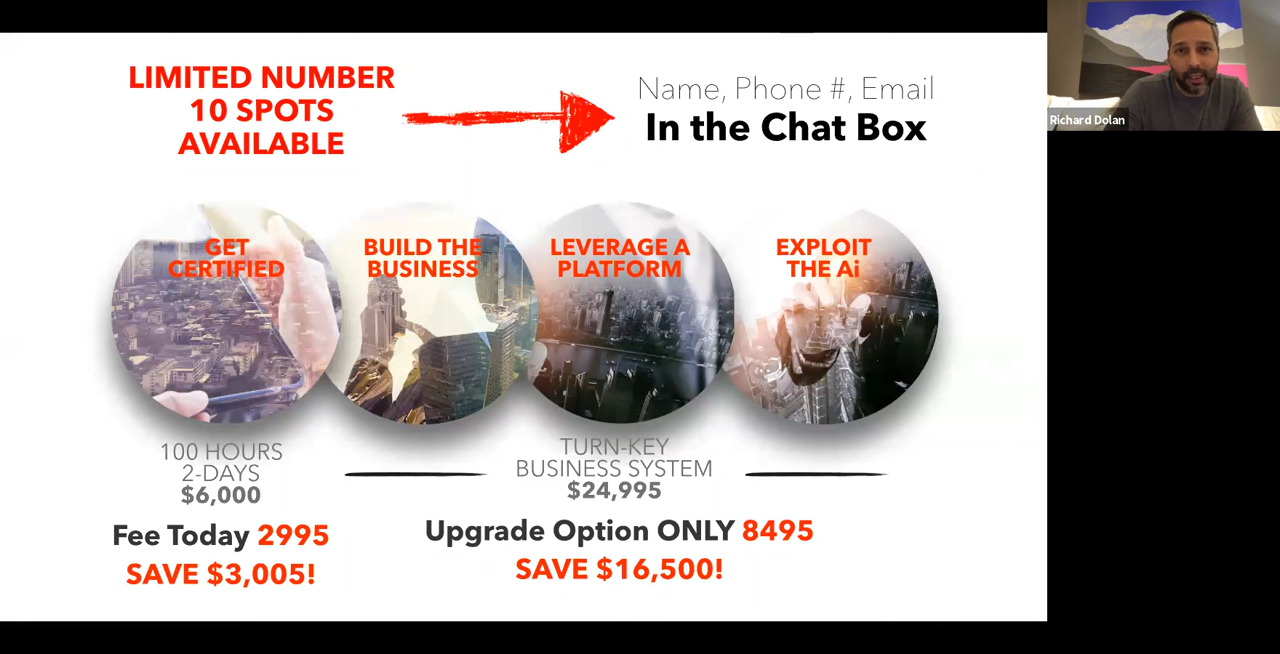 LIMITED NUMBER
10 SPOTS
AVAILABLE
Name, Phone #, Email
In the Chat Box
Richard Dolan
GET
CERTIFIED
BUILD THE
BUSINESS
LEVERAGE A
PLATFORM
EXPLOIT
THE Ai
100 HOURS
2-DAYS
$6,000
TURN-KEY
BUSINESS SYSTEM
$24,995
Fee Today 2995
SAVE $3,005!
Upgrade Option ONLY 8495
SAVE $16,500!